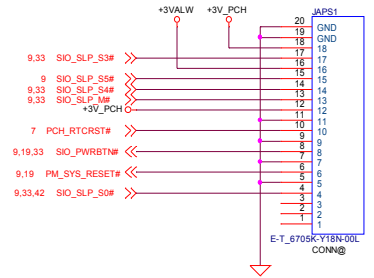 JAPS1
+3VALW +3V_PCH
20 GND
19 GND
18 18
9,33 SIO_SLP_S3# 17 17
16 16
9 SIO_SLP_S5# 15 15
9,33 SIO_SLP_S4# 14 14
9,33 SIO_SLP_M# 13 13
+3V_PCH 12 12
11 11
7 PCH_RTCRST# 10 10
9 9
9,19,33 SIO_PWRBTN# 8 8
7 7
9,19 PM_SYS_RESET# 6 6
5 5
9,33,42 SIO_SLP_S0# 4 4
3 3
2 2
1 1
E-T_6705K-Y18N-00L
CONN@